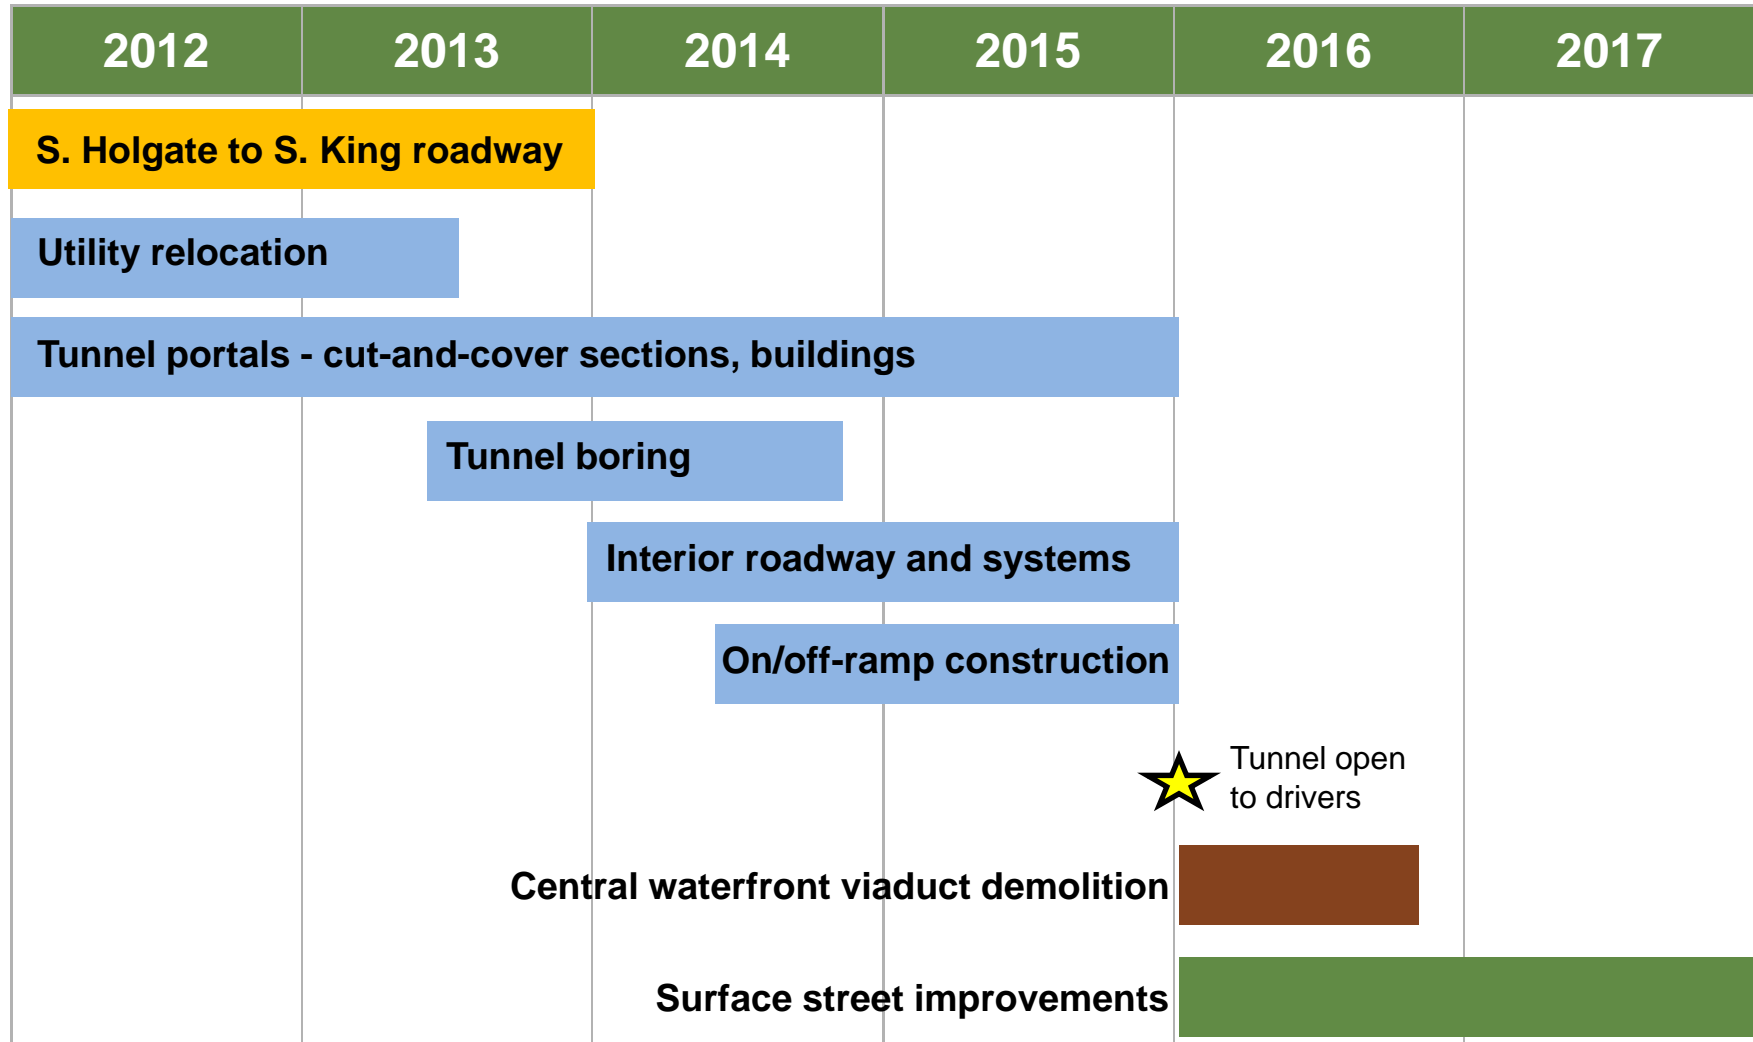 2012 2013 2014 2015 2016 2017
S. Holgate to S. King roadway
Utility relocation
Tunnel portals - cut-and-cover sections, buildings
Tunnel boring
Interior roadway and systems
On/off-ramp construction
Tunnel open
to drivers
Central waterfront viaduct demolition
Surface street improvements